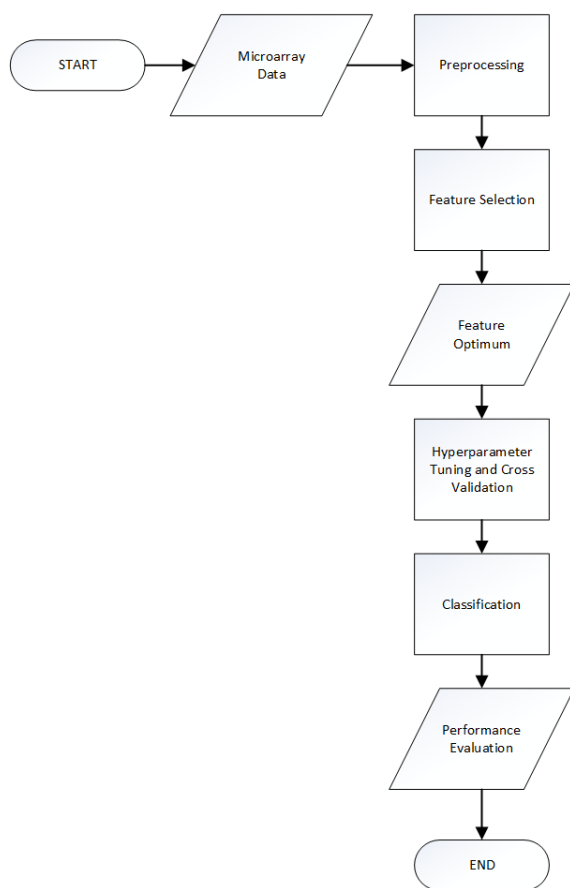 START
Microarray
Data
Preprocessing
Feature Selection
Feature
Optimum
Hyperparameter
Tuning and Cross
Validation
Classification
Performance
Evaluation
END